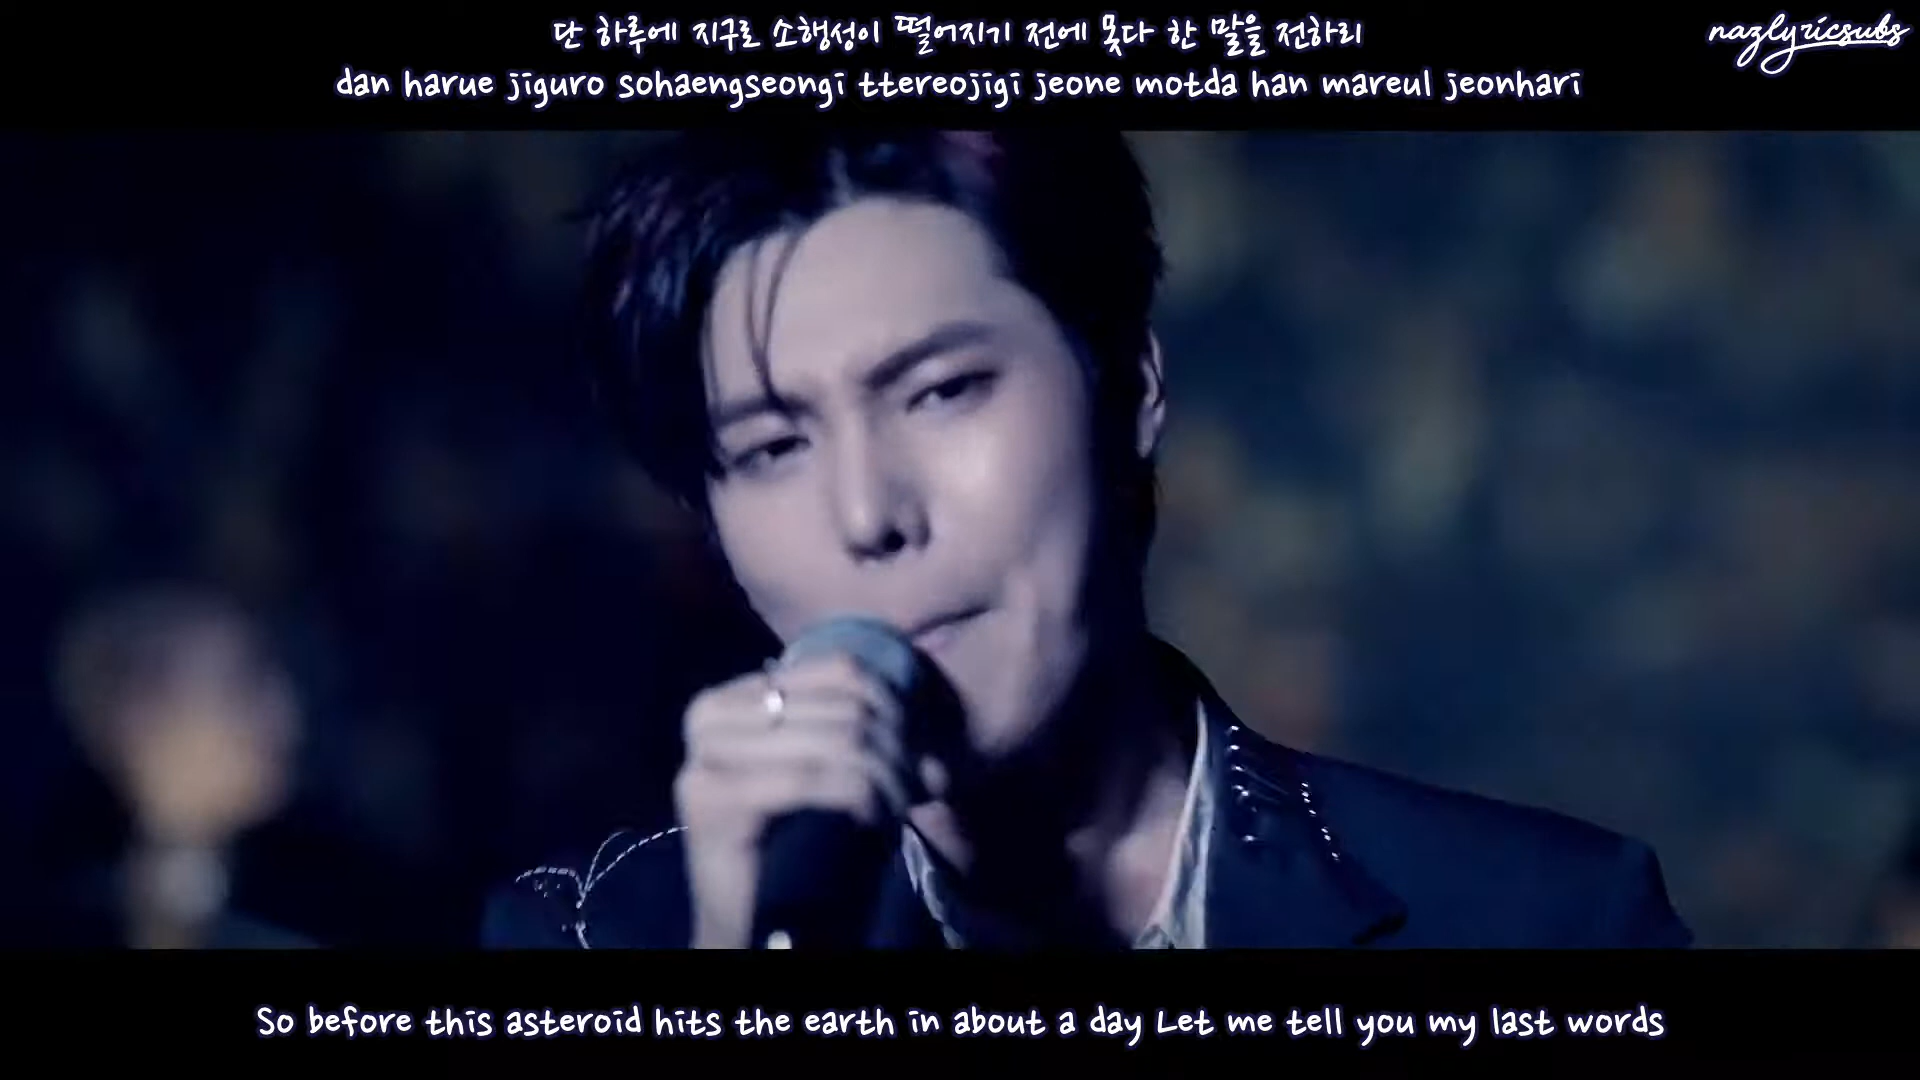 단 하루에 지구로 소행성이 떨어지기 전에 못다 한 말을 전하리
nazlyricsubs
dan harue jiguro sohaengseongi ttereojigi jeone motda han mareul jeonhari
So before this asteroid hits the earth in about a day Let me tell you my last words